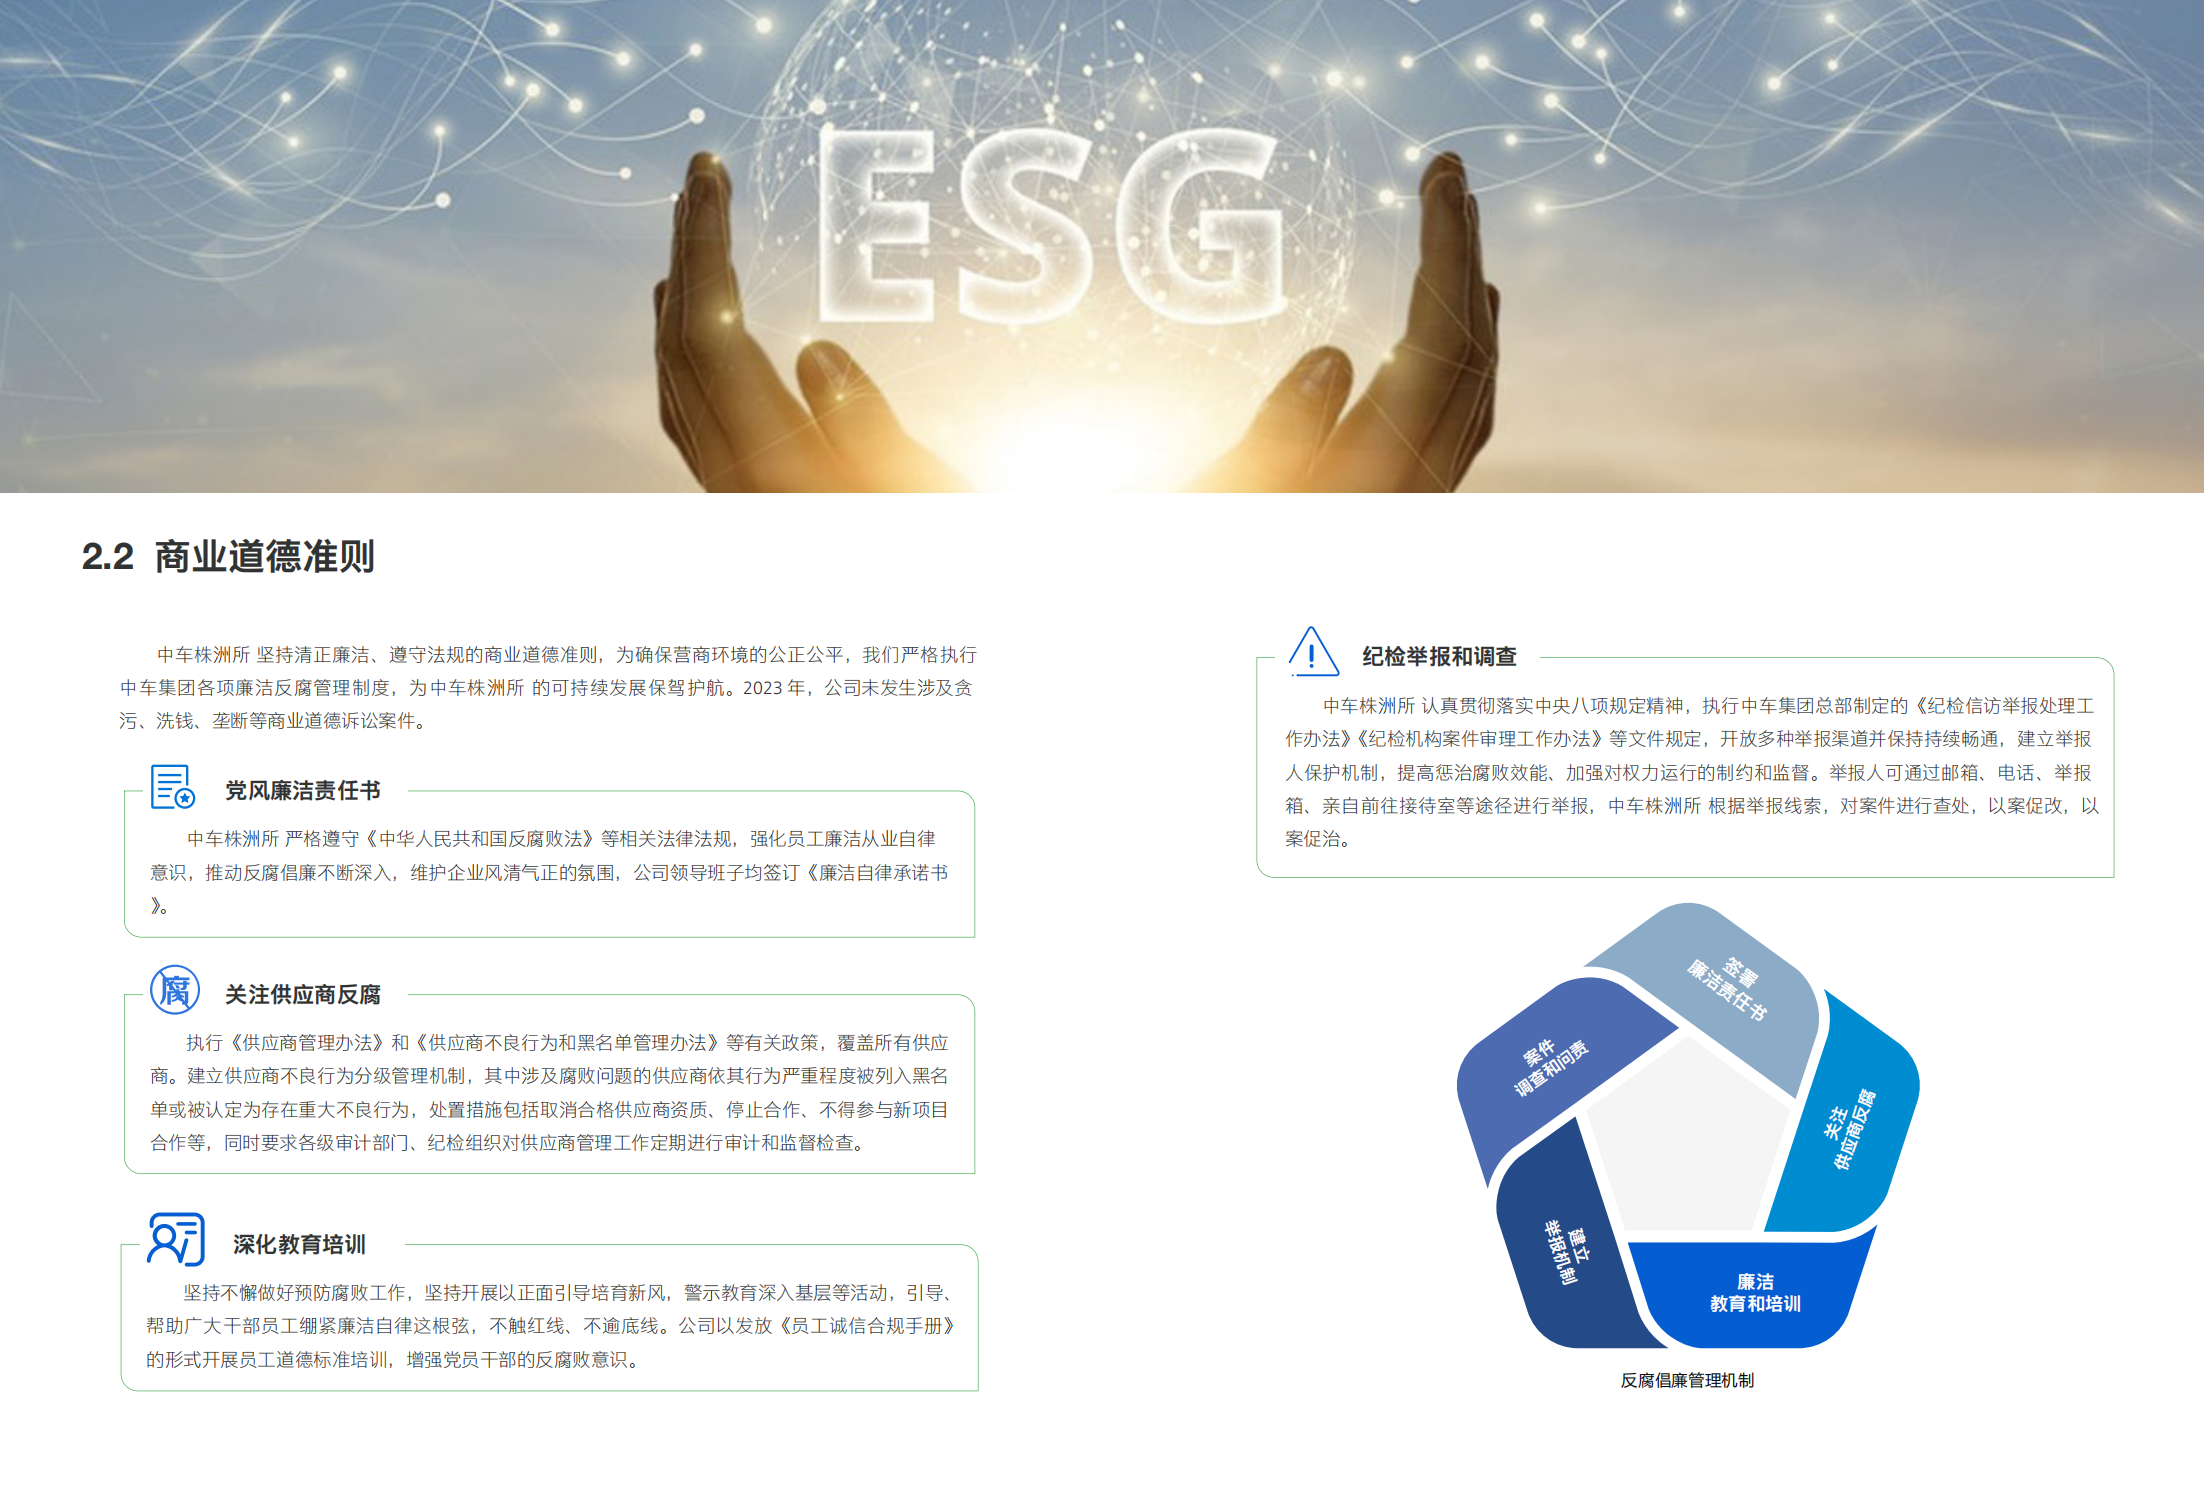 ESG
2.2 商业道德准则
中车株洲所 坚持清正廉洁、遵守法规的商业道德准则，为确保营商环境的公正公平，我们严格执行
中车集团各项廉洁反腐管理制度，为中车株洲所 的可持续发展保驾护航。2023 年，公司未发生涉及贪
污、洗钱、垄断等商业道德诉讼案件。
党风廉洁责任书
中车株洲所 严格遵守《中华人民共和国反腐败法》等相关法律法规，强化员工廉洁从业自律
意识，推动反腐倡廉不断深入，维护企业风清气正的氛围，公司领导班子均签订《廉洁自律承诺书
》。
腐
关注供应商反腐
执行《供应商管理办法》和《供应商不良行为和黑名单管理办法》等有关政策，覆盖所有供应
商。建立供应商不良行为分级管理机制，其中涉及腐败问题的供应商依其行为严重程度被列入黑名
单或被认定为存在重大不良行为，处置措施包括取消合格供应商资质、停止合作、不得参与新项目
合作等，同时要求各级审计部门、纪检组织对供应商管理工作定期进行审计和监督检查。
深化教育培训
坚持不懈做好预防腐败工作，坚持开展以正面引导培育新风，警示教育深入基层等活动，引导、
帮助广大干部员工绷紧廉洁自律这根弦，不触红线、不逾底线。公司以发放《员工诚信合规手册》
的形式开展员工道德标准培训，增强党员干部的反腐败意识。
纪检举报和调查
中车株洲所 认真贯彻落实中央八项规定精神，执行中车集团总部制定的《纪检信访举报处理工
作办法》《纪检机构案件审理工作办法》等文件规定，开放多种举报渠道并保持持续畅通，建立举报
人保护机制，提高惩治腐败效能、加强对权力运行的制约和监督。举报人可通过邮箱、电话、举报
箱、亲自前往接待室等途径进行举报，中车株洲所 根据举报线索，对案件进行查处，以案促改，以
案促治。
签署
廉洁责任书
关注
供应商反腐
廉洁
教育和培训
建立
举报机制
案件
调查和问责
反腐倡廉管理机制